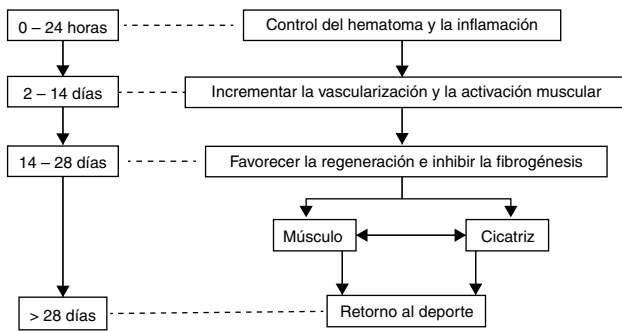 0 – 24 horas
Control del hematoma y la inflamación
2 – 14 días
Incrementar la vascularización y la activación muscular
14 – 28 días
Favorecer la regeneración e inhibir la fibrogénesis
Músculo
Cicatriz
> 28 días
Retorno al deporte